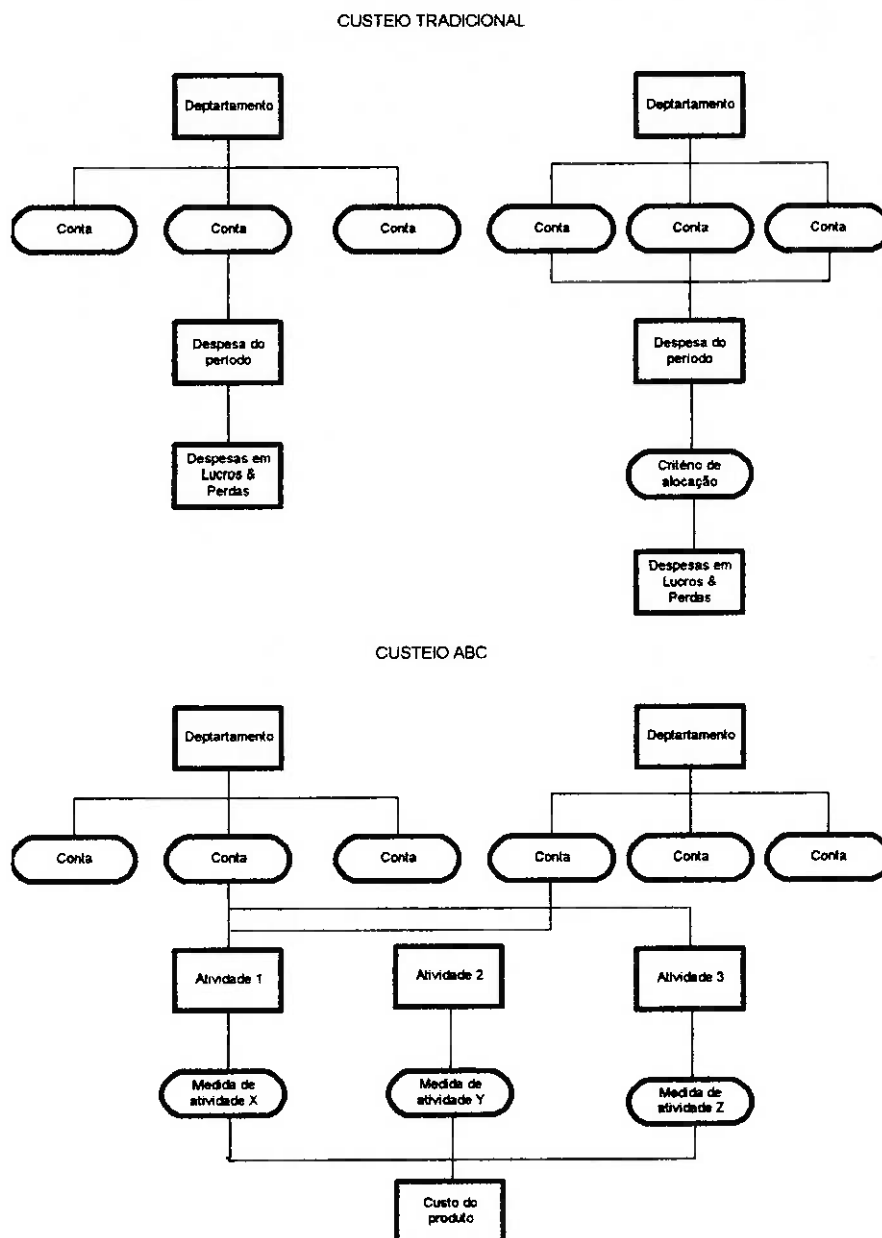 CUSTEIO TRADICIONAL
Deptartamento
Deptartamento
Conta
Conta
Conta
Conta
Conta
Conta
Despesa do
período
Despesa do
período
Despesas em
Lucros &
Perdas
Critério de
alocação
Despesas em
Lucros &
Perdas
CUSTEIO ABC
Deptartamento
Deptartamento
Conta
Conta
Conta
Conta
Conta
Conta
Atividade 1
Atividade 2
Atividade 3
Medida de
atividade X
Medida de
atividade Y
Medida de
atividade Z
Custo do
produto